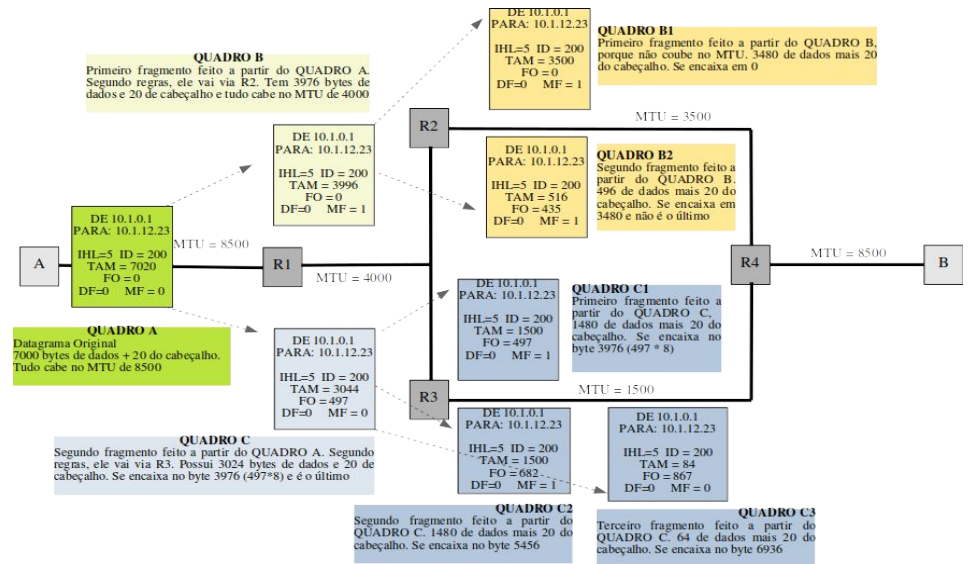 DE 10.1.0.1
PARA: 10.1.12.23
IHL=5 ID = 200
TAM = 3500
FO = 0
DF=0 MF = 1
QUADRO B1
Primeiro fragmento feito a partir do QUADRO B,
porque não coube no MTU. 3480 de dados mais 20
do cabeçalho. Se encaixa em 0
QUADRO B
Primeiro fragmento feito a partir do QUADRO A.
Segundo regras, ele vai via R2. Tem 3976 bytes de
dados e 20 de cabeçalho e tudo cabe no MTU de 4000
R2
MTU = 3500
DE 10.1.0.1
PARA: 10.1.12.23
IHL=5 ID = 200
TAM = 3996
FO = 0
DF=0 MF = 1
DE 10.1.0.1
PARA: 10.1.12.23
IHL=5 ID = 200
TAM = 516
FO = 435
DF=0 MF = 1
QUADRO B2
Segundo fragmento feito a
partir do QUADRO B.
496 de dados mais 20 do
cabeçalho. Se encaixa em
3480 e não é o último
A
DE 10.1.0.1
PARA: 10.1.12.23
IHL=5 ID = 200
TAM = 7020
FO = 0
DF=0 MF = 0
MTU = 8500
R1
MTU = 4000
R4
MTU = 8500
B
QUADRO A
Datagrama Original
7000 bytes de dados + 20 do cabeçalho.
Tudo cabe no MTU de 8500
DE 10.1.0.1
PARA: 10.1.12.23
IHL=5 ID = 200
TAM = 3044
FO = 497
DF=0 MF = 0
DE 10.1.0.1
PARA: 10.1.12.23
IHL=5 ID = 200
TAM = 1500
FO = 497
DF=0 MF = 1
QUADRO C1
Primeiro fragmento feito a
partir do QUADRO C,
1480 de dados mais 20 do
cabeçalho. Se encaixa no
byte 3976 (497 * 8)
R3
MTU = 1500
QUADRO C
Segundo fragmento feito a partir do QUADRO A. Segundo
regras, ele vai via R3. Possui 3024 bytes de dados e 20 de
cabeçalho. Se encaixa no byte 3976 (497*8) e é o último
DE 10.1.0.1
PARA: 10.1.12.23
IHL=5 ID = 200
TAM = 1500
FO = 682
DF=0 MF = 1
DE 10.1.0.1
PARA: 10.1.12.23
IHL=5 ID = 200
TAM = 84
FO = 867
DF=0 MF = 0
QUADRO C2
Segundo fragmento feito a partir do
QUADRO C. 1480 de dados mais 20 do
cabeçalho. Se encaixa no byte 5456
QUADRO C3
Terceiro fragmento feito a partir do
QUADRO C. 64 de dados mais 20 do
cabeçalho. Se encaixa no byte 6936